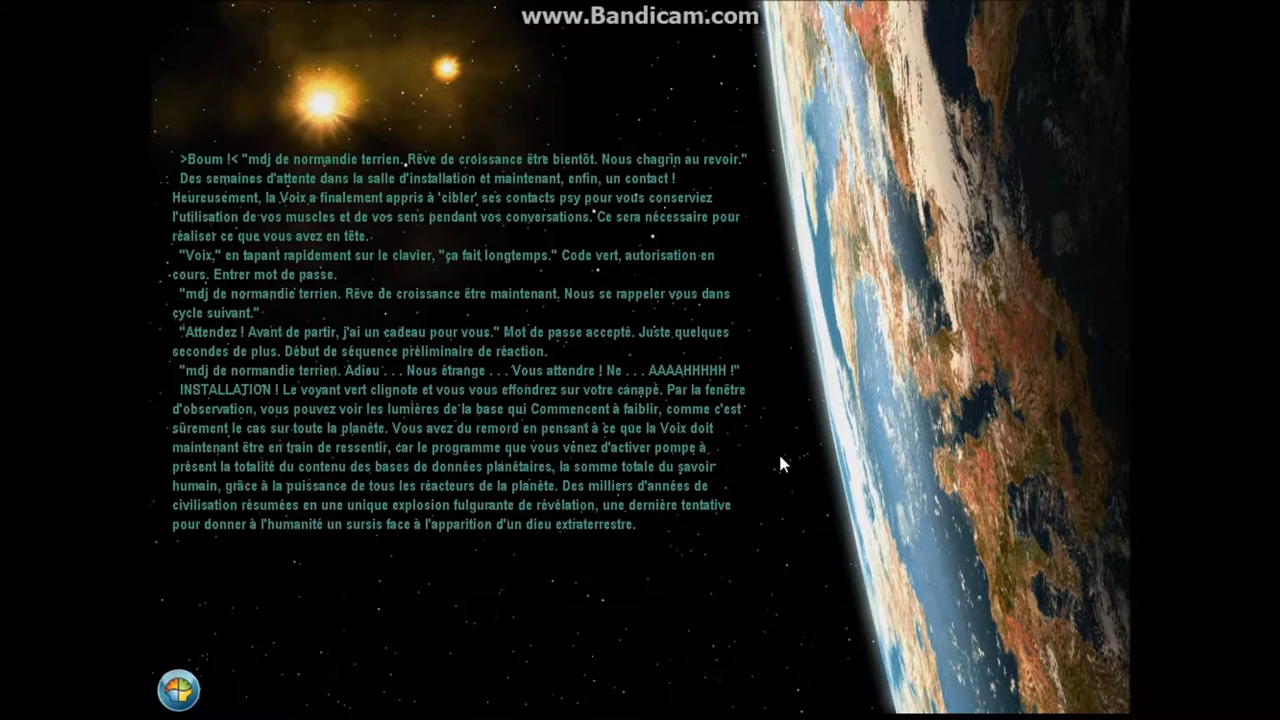 www.Bandicam.com
>Boum !< "mdj de normandie terrien. Rêve de croissance être bientôt. Nous chagrin au revoir."
Des semaines d'attente dans la salle d'installation et maintenant, enfin, un contact !
Heureusement, la Voix a finalement appris à 'cibler' ses contacts psy pour vous conserviez
l'utilisation de vos muscles et de vos sens pendant vos conversations. Ce sera nécessaire pour
réaliser ce que vous avez en tête.
"Voix," en tapant rapidement sur le clavier, "ça fait longtemps." Code vert, autorisation en
cours. Entrer mot de passe.
"mdj de normandie terrien. Rêve de croissance être maintenant. Nous se rappeler vous dans
cycle suivant."
"Attendez ! Avant de partir, j'ai un cadeau pour vous." Mot de passe accepté. Juste quelques
secondes de plus. Début de séquence préliminaire de réaction.
"mdj de normandie terrien. Adieu . . . Nous étrange . . . Vous attendre ! Ne . . . AAAAHHHHH !"
INSTALLATION ! Le voyant vert clignote et vous vous effondrez sur votre canapé. Par la fenêtre
d'observation, vous pouvez voir les lumières de la base qui Commencent à faiblir, comme c'est
sûrement le cas sur toute la planète. Vous avez du remord en pensant à ce que la Voix doit
maintenant être en train de ressentir, car le programme que vous venez d'activer pompe à
présent la totalité du contenu des bases de données planétaires, la somme totale du savoir
humain, grâce à la puissance de tous les réacteurs de la planète. Des milliers d'années de
civilisation résumées en une unique explosion fulgurante de révélation, une dernière tentative
pour donner à l'humanité un sursis face à l'apparition d'un dieu extraterrestre.